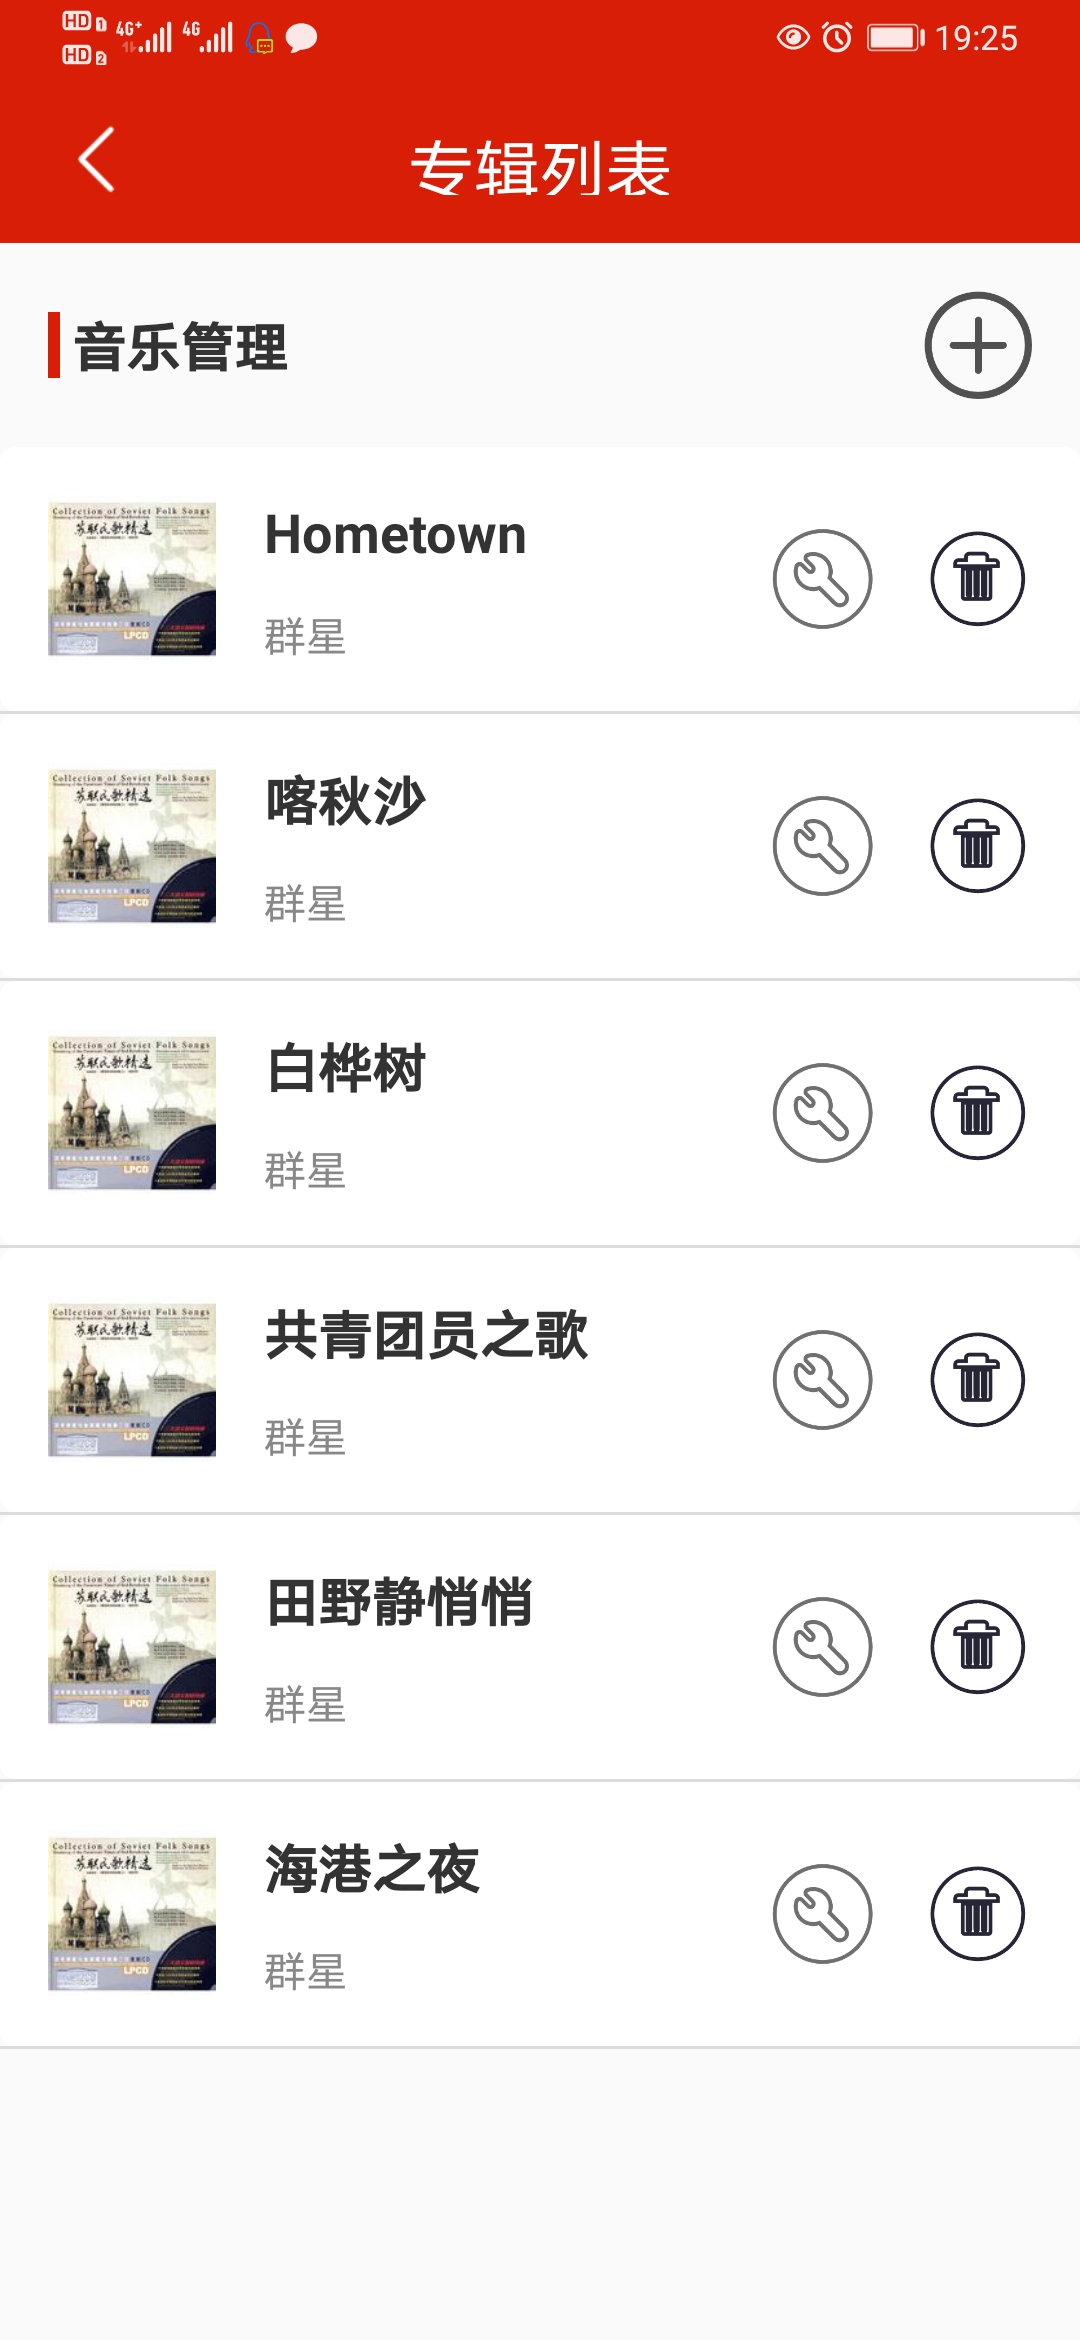 HD 1 4G+ 4G 19:25
HD 2
专辑列表
音乐管理
Collection of Soviet Folk Songs
苏联民歌精选
LPCD
Hometown
群星
Collection of Soviet Folk Songs
苏联民歌精选
LPCD
喀秋沙
群星
Collection of Soviet Folk Songs
苏联民歌精选
LPCD
白桦树
群星
Collection of Soviet Folk Songs
苏联民歌精选
LPCD
共青团员之歌
群星
Collection of Soviet Folk Songs
苏联民歌精选
LPCD
田野静悄悄
群星
Collection of Soviet Folk Songs
苏联民歌精选
LPCD
海港之夜
群星